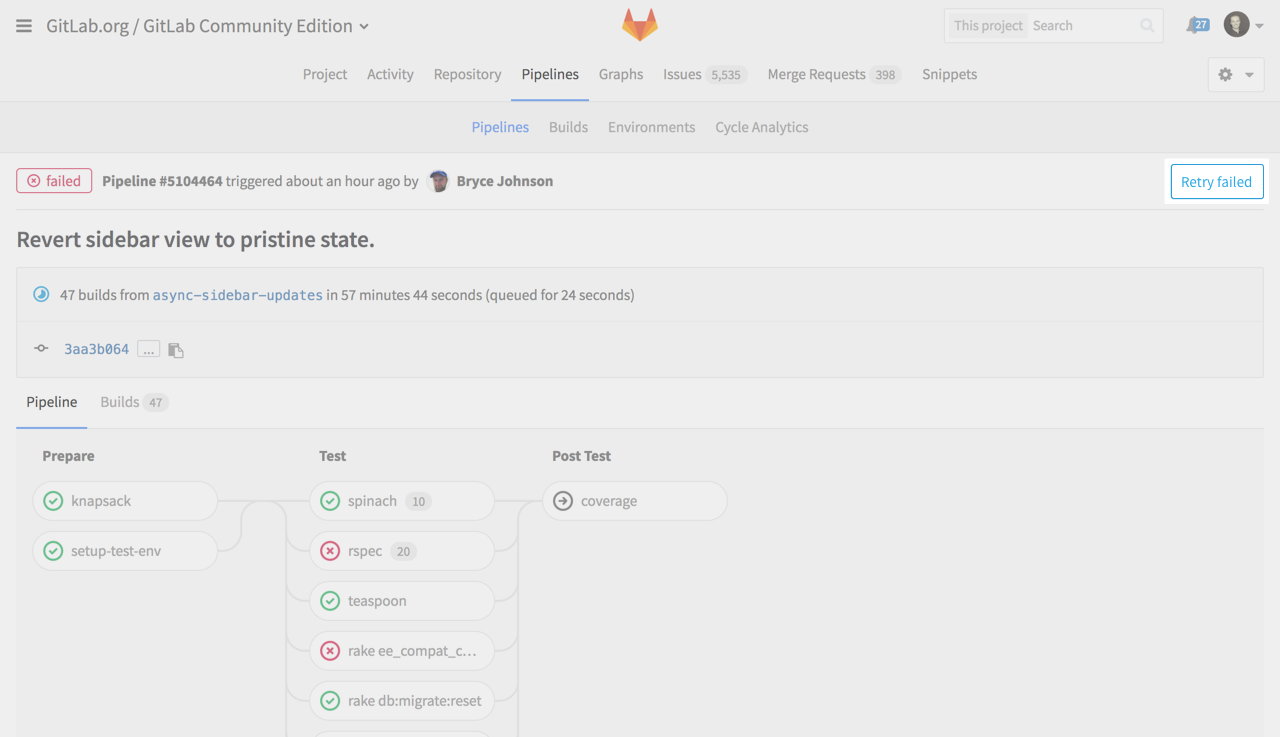 GitLab.org / GitLab Community Edition
This project Search
27
Project Activity Repository Pipelines Graphs Issues 5,535 Merge Requests 398 Snippets
Pipelines Builds Environments Cycle Analytics
failed Pipeline #5104464 triggered about an hour ago by Bryce Johnson Retry failed
Revert sidebar view to pristine state.
47 builds from async-sidebar-updates in 57 minutes 44 seconds (queued for 24 seconds)
3aa3b064 ...
Pipeline Builds 47
Prepare Test Post Test
knapsack spinach 10 coverage
setup-test-env rspec 20
teaspoon
rake ee_compat_c...
rake db:migrate:reset